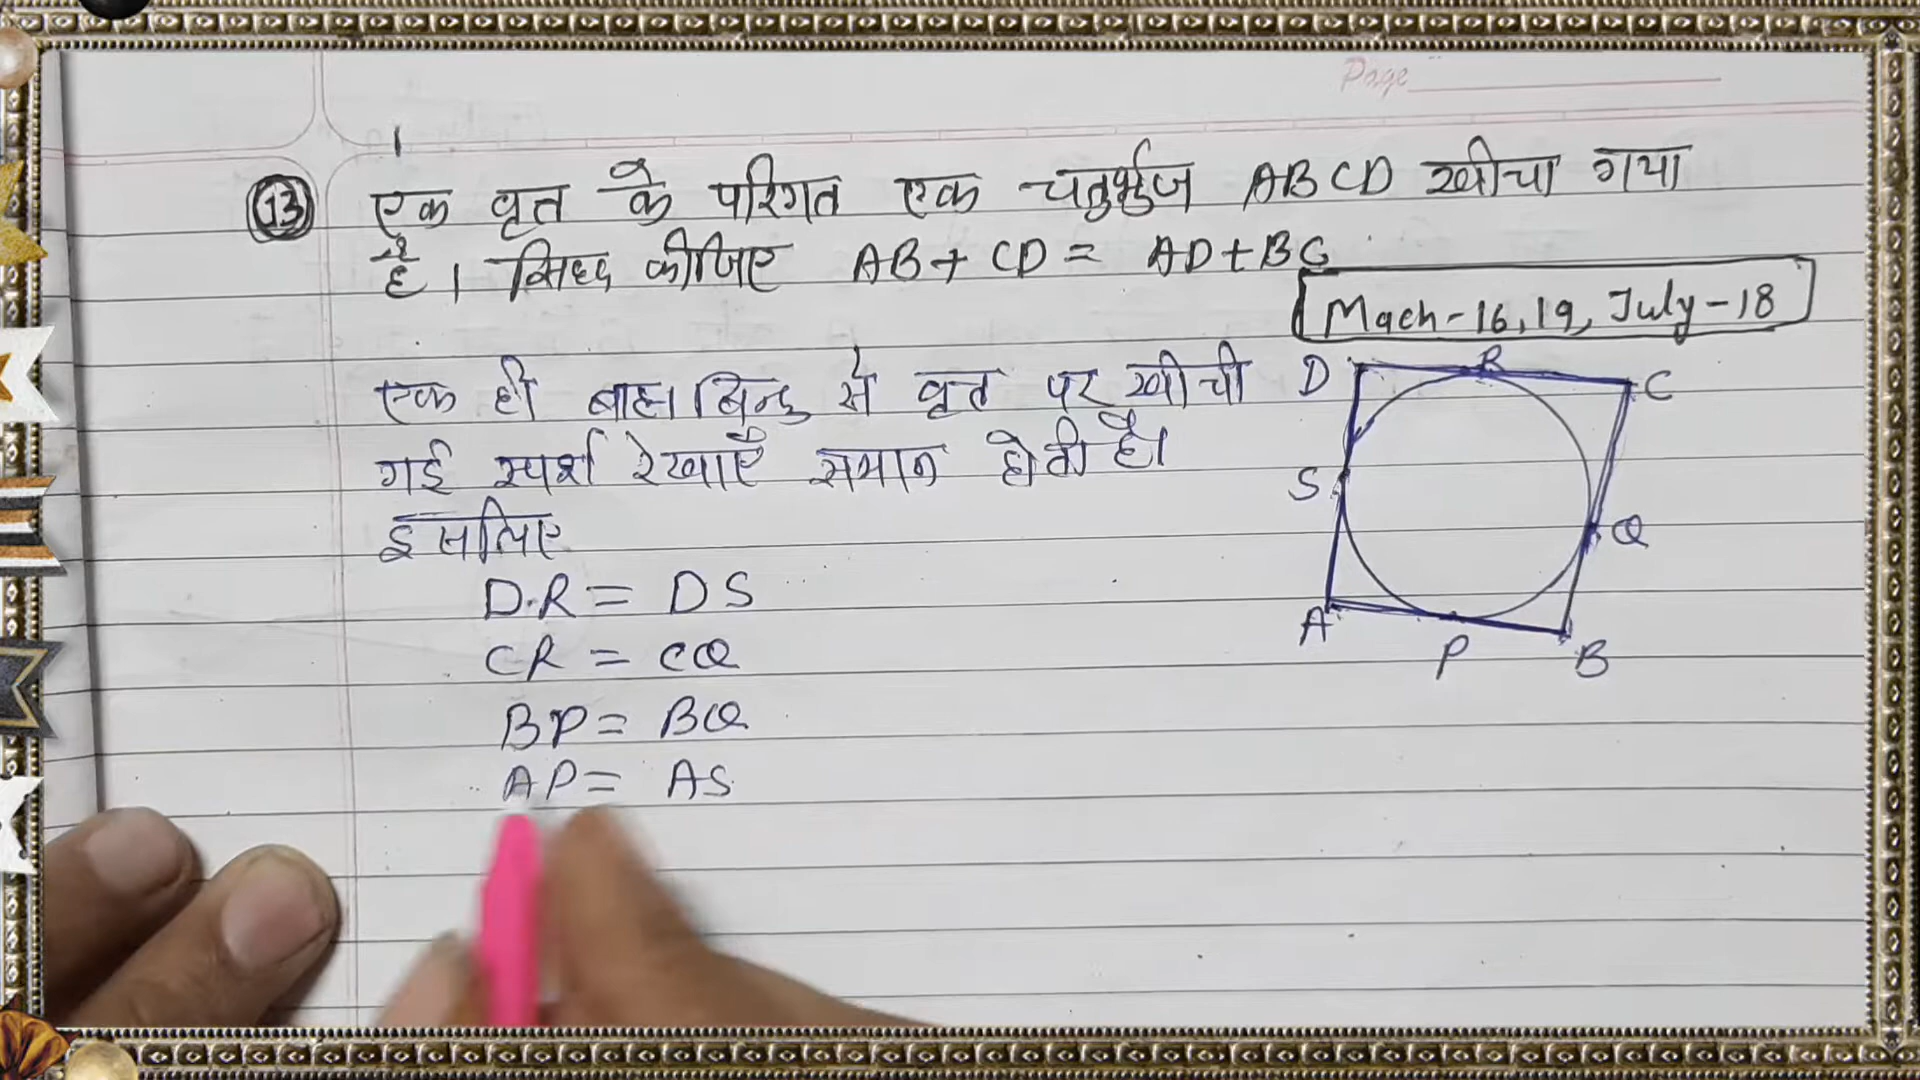 Page
13 एक वृत के परिगत एक चतुर्भुज ABCD खीचा गया
है । सिध्द कीजिए AB + CD = AD + BC
Mach - 16, 19, July - 18
एक ही बाह्य बिन्दु से वृत पर खीची
गई स्पर्श रेखाएँ समान होती है।
इसलिए
D.R = DS
CR = CQ
BP = BQ
AP = AS
D R C
S Q
A P B